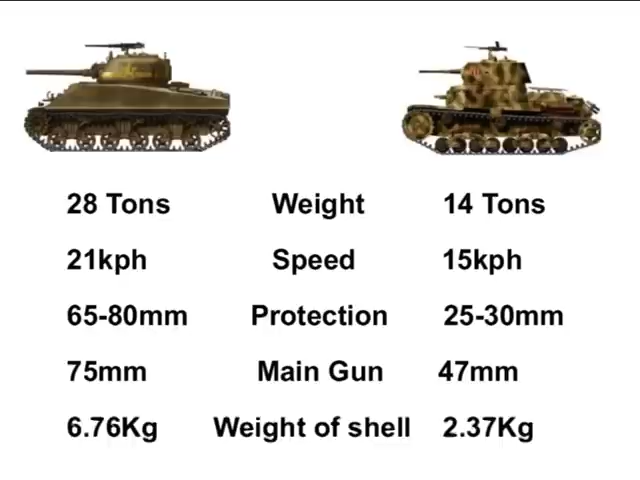 28 Tons Weight 14 Tons
21kph Speed 15kph
65-80mm Protection 25-30mm
75mm Main Gun 47mm
6.76Kg Weight of shell 2.37Kg